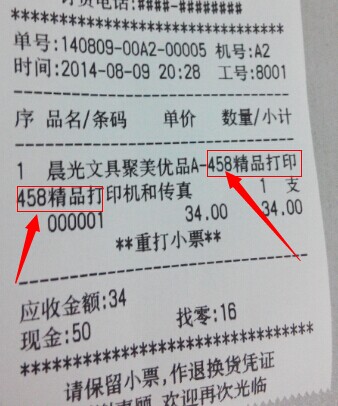 订货电话:####-########
******************************
单号:140809-00A2-00005 机号:A2
时间:2014-08-09 20:28 工号:8001
------------------------------
序 品名/条码 单价 数量/小计
------------------------------
1 晨光文具聚美优品A-458精品打印
458精品打印机和传真 1 支
000001 34.00 34.00
**重打小票**
------------------------------
应收金额:34
现金:50 找零:16
******************************
请保留小票,作退换货凭证
惠顾 欢迎再次光临